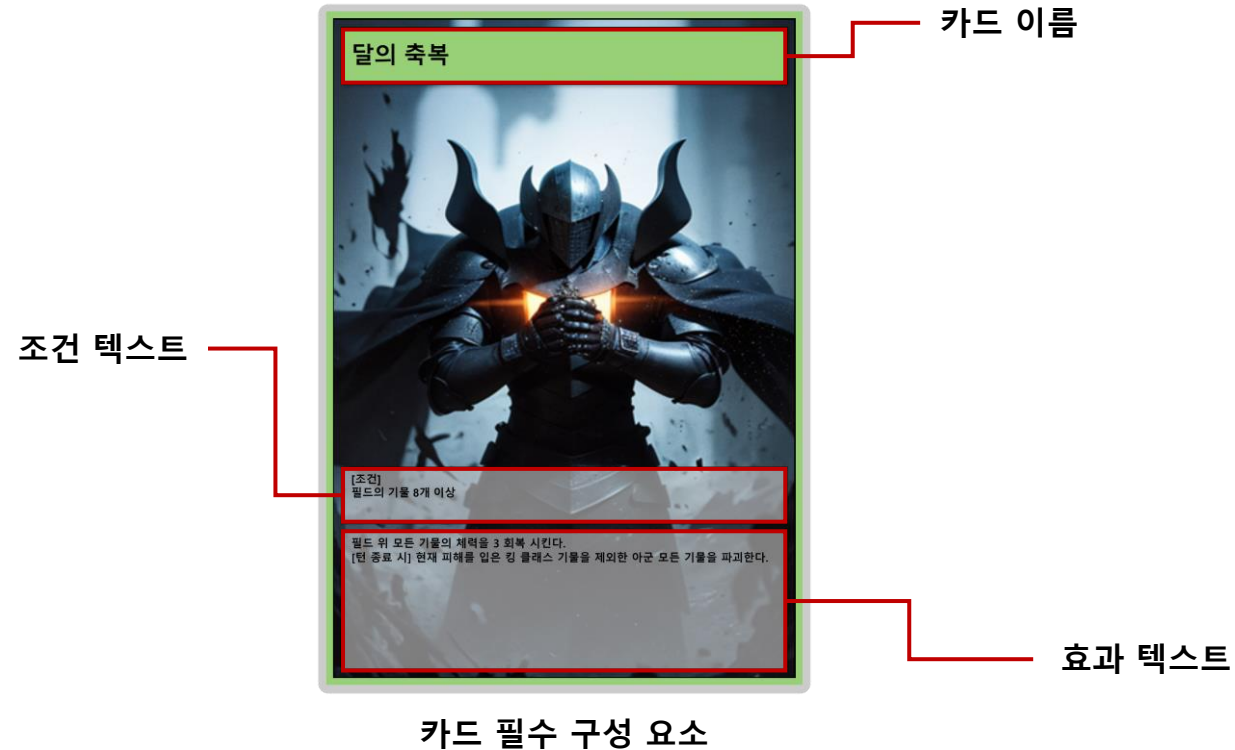 카드 이름
달의 축복
조건 텍스트
[조건]
필드의 기물 8개 이상
필드 위 모든 기물의 체력을 3 회복 시킨다.
[턴 종료 시] 현재 피해를 입은 킹 클래스 기물을 제외한 아군 모든 기물을 파괴한다.
효과 텍스트
카드 필수 구성 요소